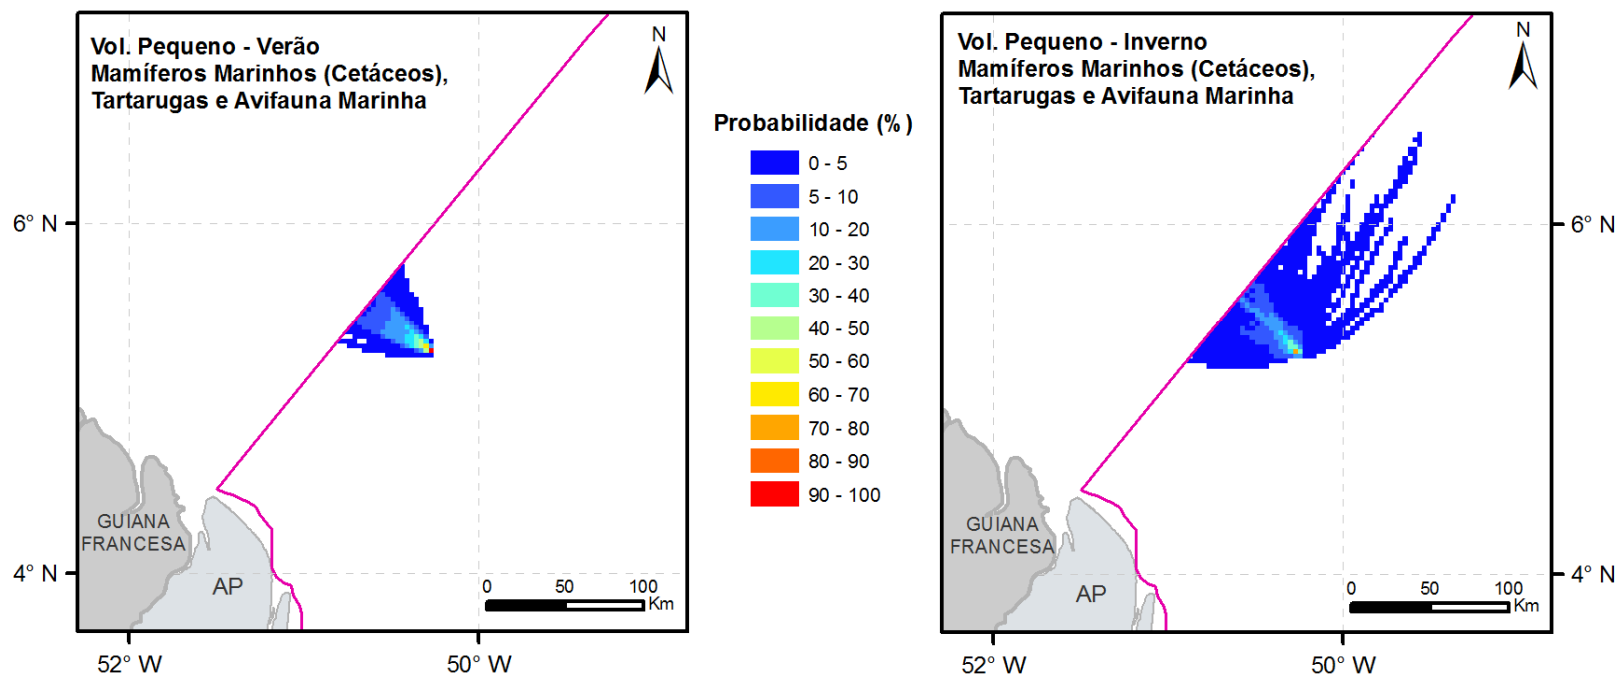 Vol. Pequeno - Verão
Mamíferos Marinhos (Cetáceos),
Tartarugas e Avifauna Marinha
N
6° N
4° N
GUIANA
FRANCESA
AP
0 50 100
Km
52° W 50° W
Probabilidade (%)
0 - 5
5 - 10
10 - 20
20 - 30
30 - 40
40 - 50
50 - 60
60 - 70
70 - 80
80 - 90
90 - 100
Vol. Pequeno - Inverno
Mamíferos Marinhos (Cetáceos),
Tartarugas e Avifauna Marinha
N
6° N
4° N
GUIANA
FRANCESA
AP
0 50 100
Km
52° W 50° W